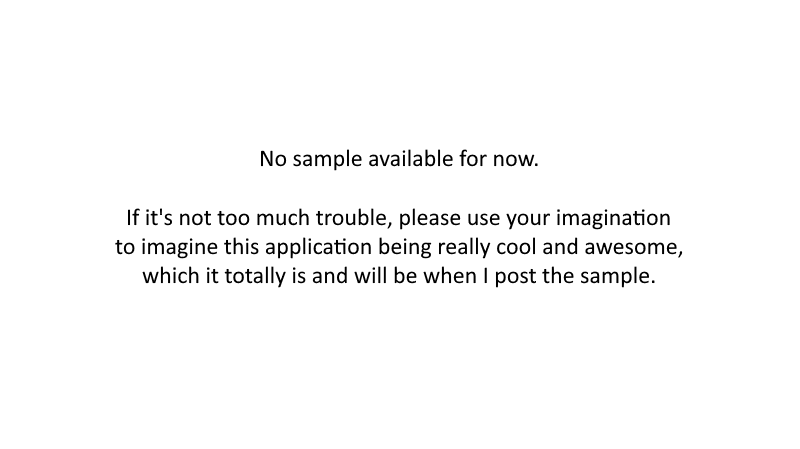 No sample available for now.
If it's not too much trouble, please use your imagination
to imagine this application being really cool and awesome,
which it totally is and will be when I post the sample.